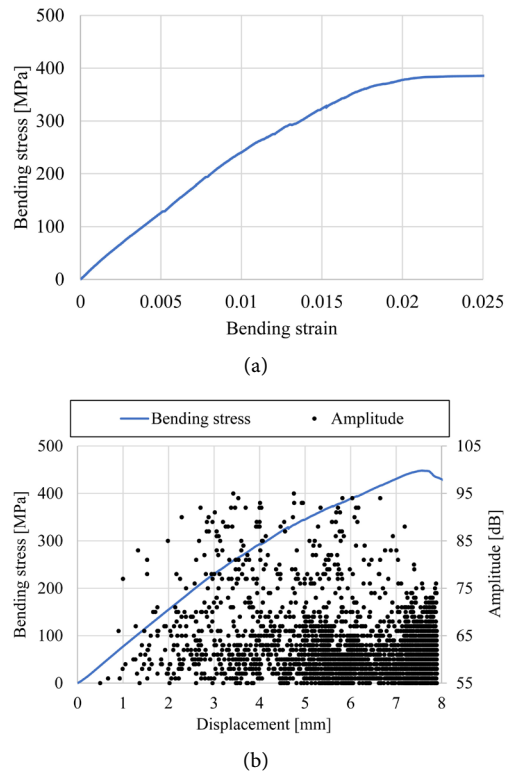 500
400
300
200
100
0
Bending stress [MPa]
0 0.005 0.01 0.015 0.02 0.025
Bending strain
(a)
Bending stress Amplitude
500 105
400 95
300 85
200 75
100 65
0 55
Bending stress [MPa]
Amplitude [dB]
0 1 2 3 4 5 6 7 8
Displacement [mm]
(b)